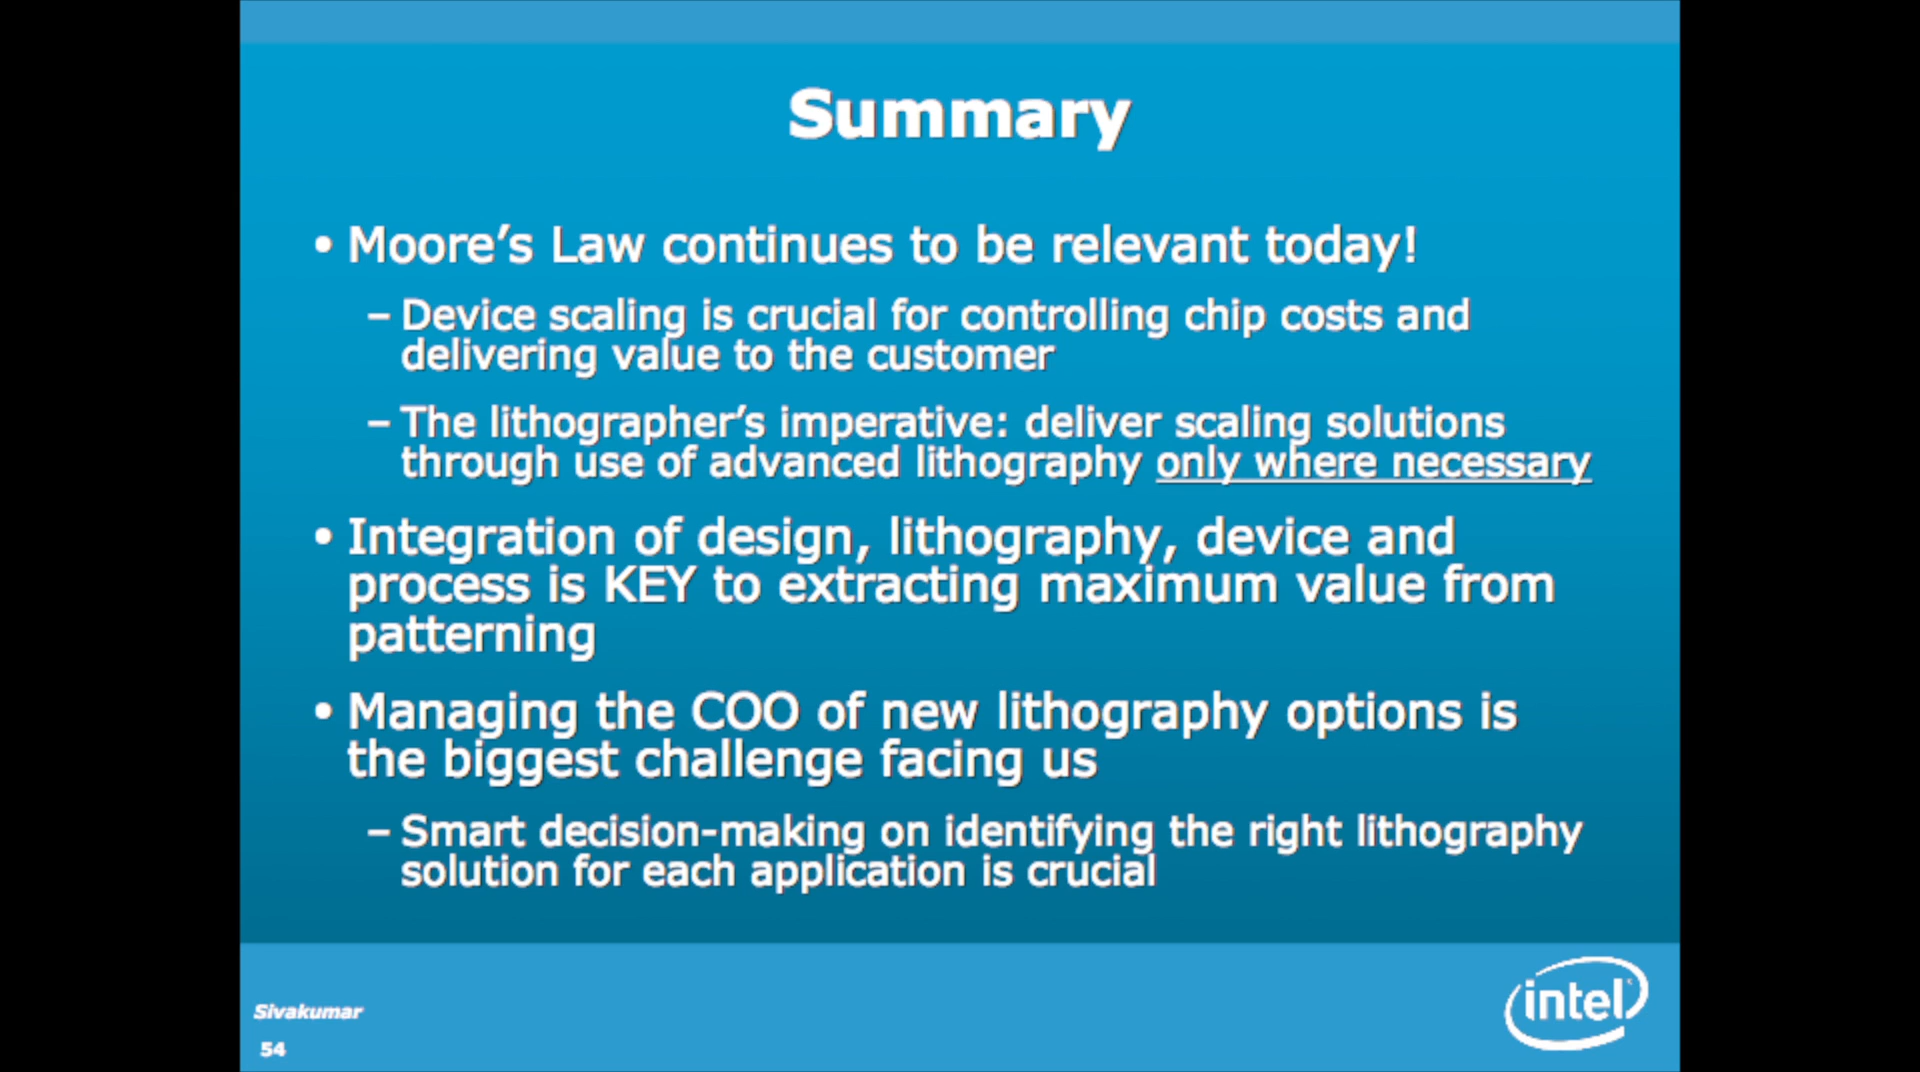 Summary
• Moore’s Law continues to be relevant today!
– Device scaling is crucial for controlling chip costs and
delivering value to the customer
– The lithographer’s imperative: deliver scaling solutions
through use of advanced lithography only where necessary
• Integration of design, lithography, device and
process is KEY to extracting maximum value from
patterning
• Managing the COO of new lithography options is
the biggest challenge facing us
– Smart decision-making on identifying the right lithography
solution for each application is crucial
Sivakumar
54
intel